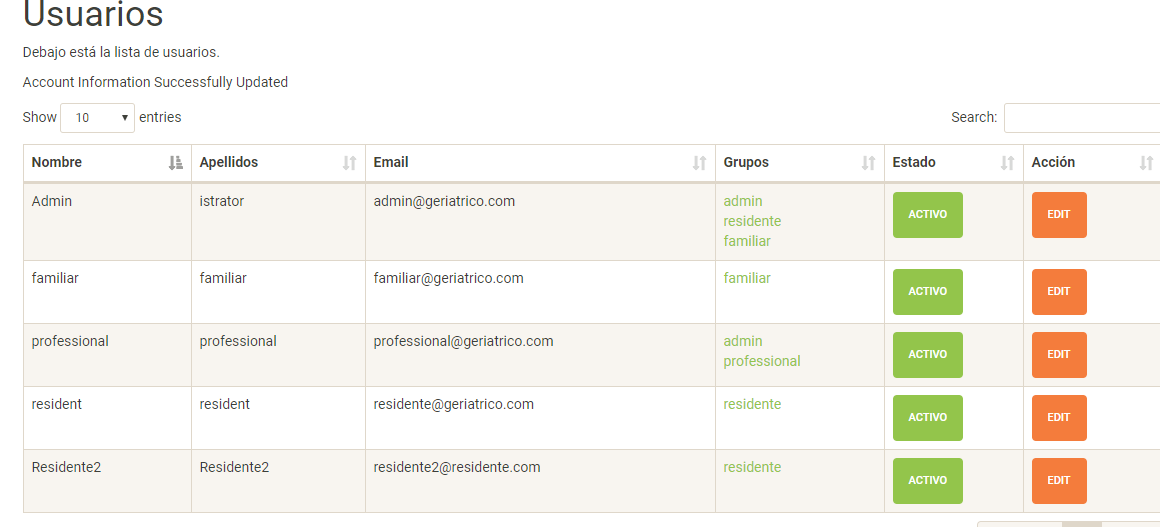 Usuarios
Debajo está la lista de usuarios.
Account Information Successfully Updated
Show 10 entries Search:
Nombre Apellidos Email Grupos Estado Acción
Admin istrator admin@geriatrico.com admin ACTIVO EDIT
residente
familiar
familiar familiar familiar@geriatrico.com familiar ACTIVO EDIT
professional professional professional@geriatrico.com admin ACTIVO EDIT
professional
resident resident residente@geriatrico.com residente ACTIVO EDIT
Residente2 Residente2 residente2@residente.com residente ACTIVO EDIT